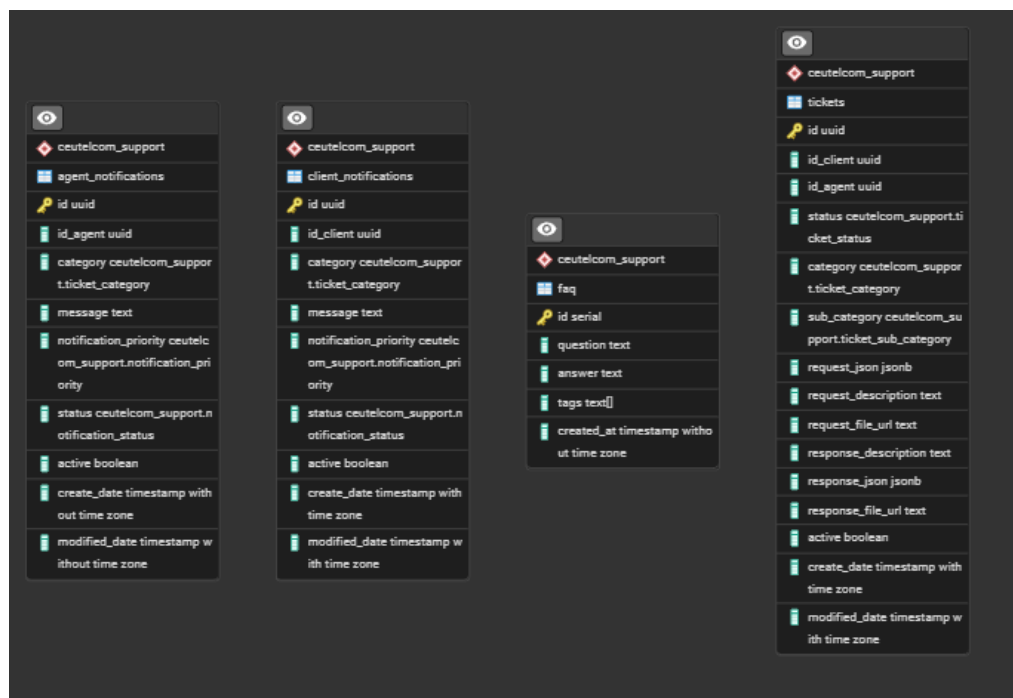 ceutelcom_support
agent_notifications
id uuid
id_agent uuid
category ceutelcom_suppor
t.ticket_category
message text
notification_priority ceutelc
om_support.notification_pri
ority
status ceutelcom_support.n
otification_status
active boolean
create_date timestamp with
out time zone
modified_date timestamp w
ithout time zone
ceutelcom_support
client_notifications
id uuid
id_client uuid
category ceutelcom_suppor
t.ticket_category
message text
notification_priority ceutelc
om_support.notification_pri
ority
status ceutelcom_support.n
otification_status
active boolean
create_date timestamp with
time zone
modified_date timestamp w
ith time zone
ceutelcom_support
faq
id serial
question text
answer text
tags text[]
created_at timestamp witho
ut time zone
ceutelcom_support
tickets
id uuid
id_client uuid
id_agent uuid
status ceutelcom_support.ti
cket_status
category ceutelcom_suppor
t.ticket_category
sub_category ceutelcom_su
pport.ticket_sub_category
request_json jsonb
request_description text
request_file_url text
response_description text
response_json jsonb
response_file_url text
active boolean
create_date timestamp with
time zone
modified_date timestamp w
ith time zone